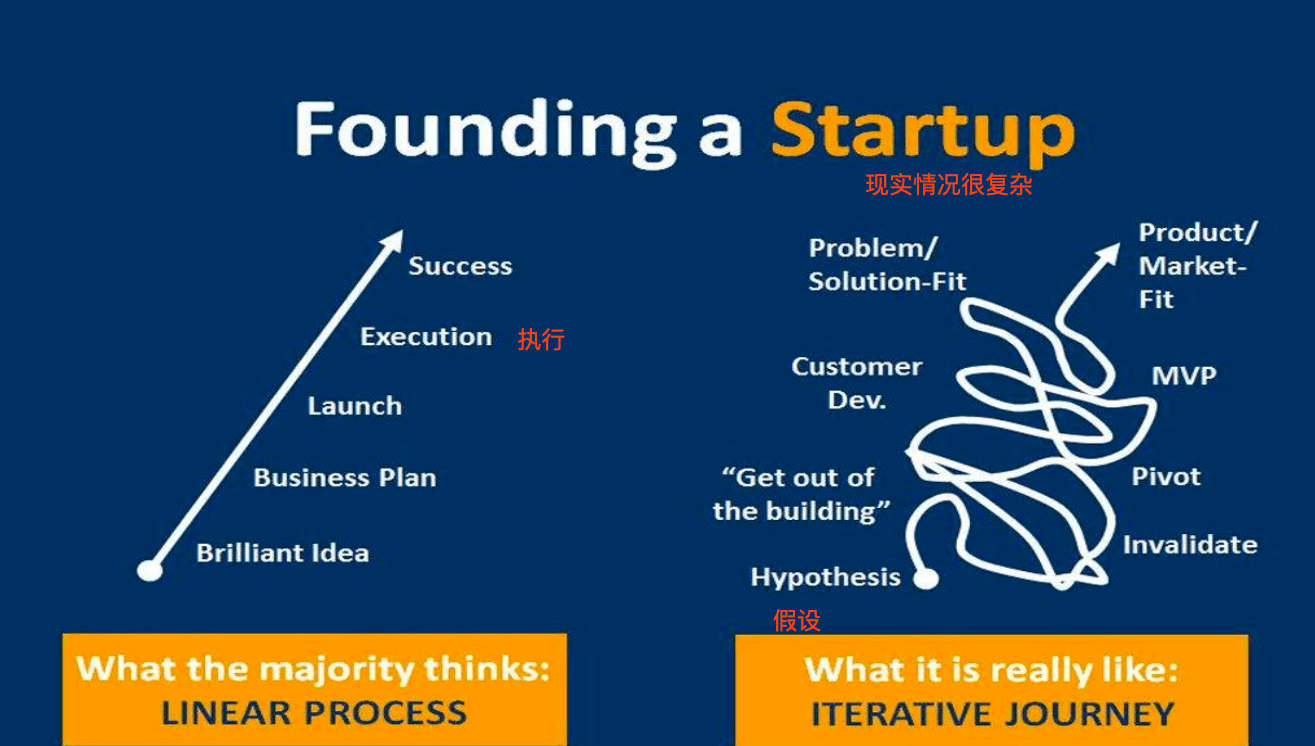 Founding a Startup
现实情况很复杂
Success
Execution 执行
Launch
Business Plan
Brilliant Idea
What the majority thinks:
LINEAR PROCESS
Problem/
Solution-Fit
Product/
Market-
Fit
Customer
Dev.
MVP
“Get out of
the building”
Pivot
Invalidate
Hypothesis
假设
What it is really like:
ITERATIVE JOURNEY